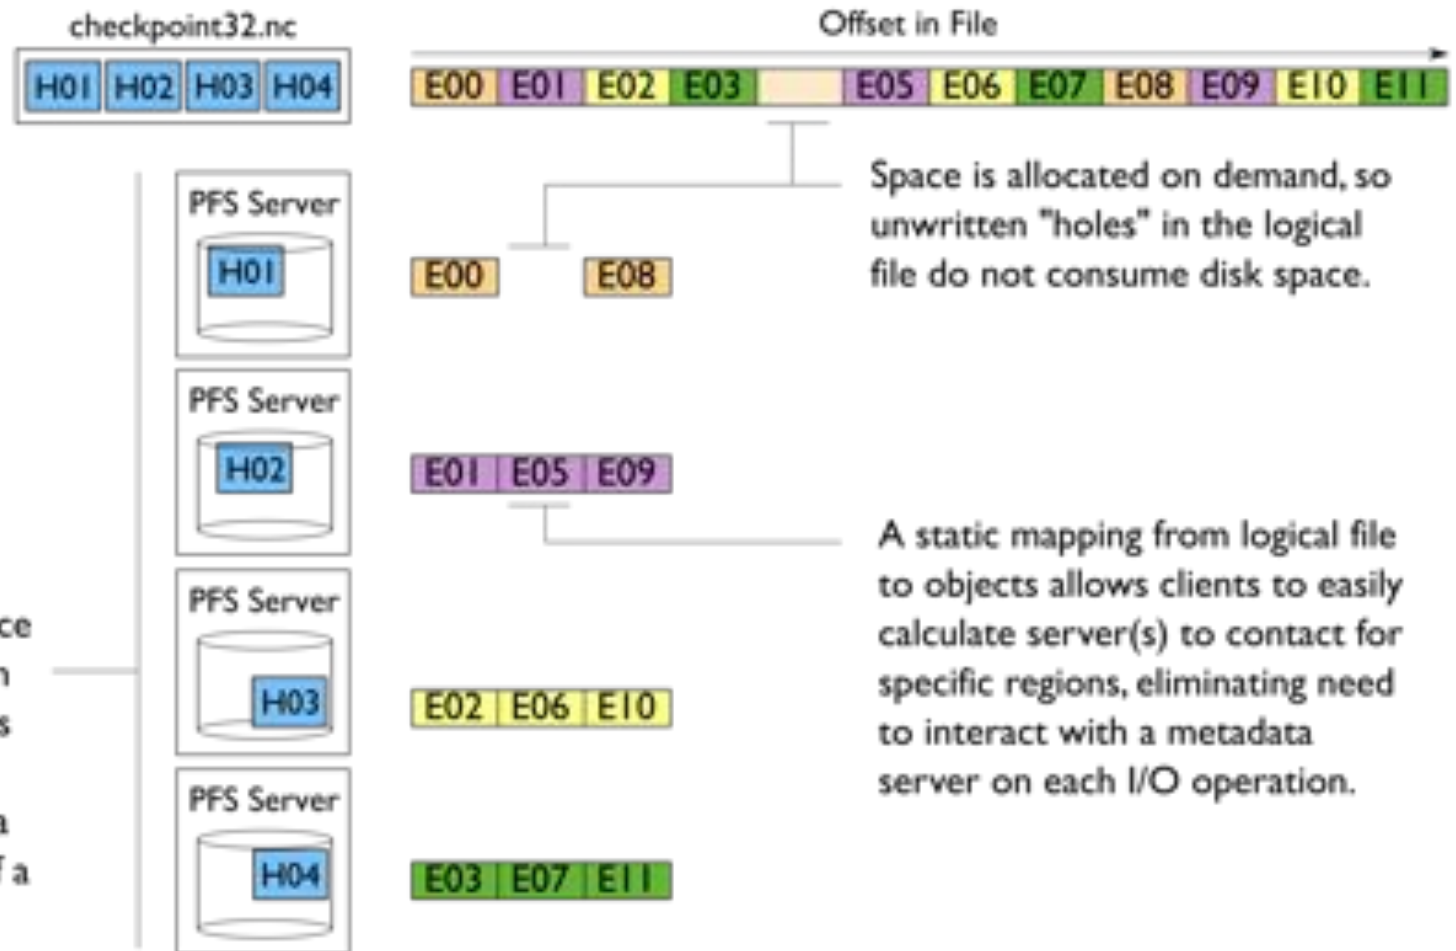 checkpoint32.nc
Offset in File
H01 H02 H03 H04
E00 E01 E02 E03 E05 E06 E07 E08 E09 E10 E11
Space is allocated on demand, so
unwritten "holes" in the logical
file do not consume disk space.
PFS Server
H01
E00 E08
PFS Server
H02
E01 E05 E09
A static mapping from logical file
to objects allows clients to easily
calculate server(s) to contact for
specific regions, eliminating need
to interact with a metadata
server on each I/O operation.
PFS Server
H03
E02 E06 E10
PFS Server
H04
E03 E07 E11
a
a